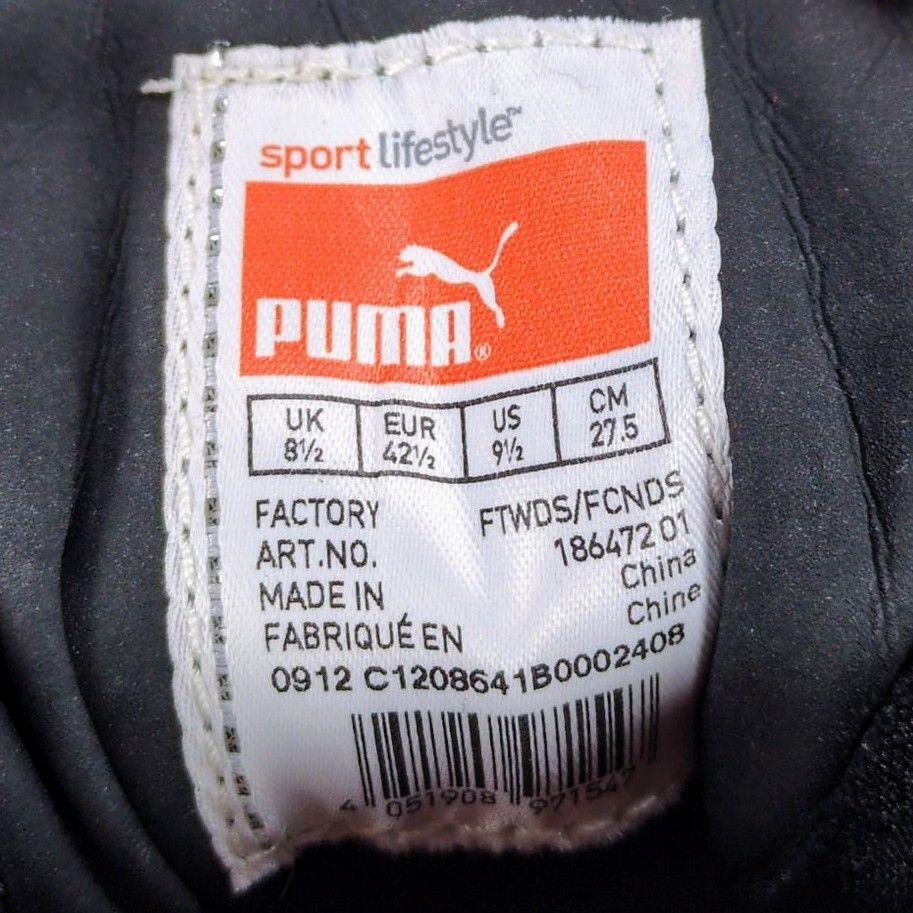 sport lifestyle™
PUMA®
UK EUR US CM
8½ 42½ 9½ 27.5
FACTORY FTWDS/FCNDS
ART.NO. 186472 01
MADE IN China
FABRIQUÉ EN Chine
0912 C1208641B0002408
4 051908 971547